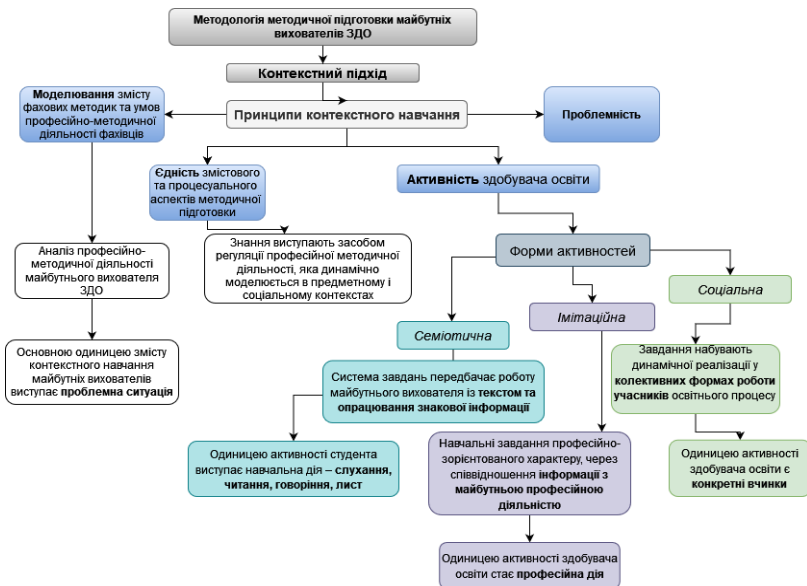 Методологія методичної підготовки майбутніх
вихователів ЗДО
Контекстний підхід
Моделювання змісту
фахових методик та умов
професійно-методичної
діяльності фахівців
Принципи контекстного навчання
Проблемність
Єдність змістового
та процесуального
аспектів методичної
підготовки
Активність здобувача освіти
Аналіз професійно-
методичної діяльності
майбутнього вихователя
ЗДО
Знання виступають засобом
регуляції професійної методичної
діяльності, яка динамічно
моделюється в предметному і
соціальному контекстах
Форми активностей
Семіотична
Імітаційна
Соціальна
Основною одиницею змісту
контекстного навчання
майбутніх вихователів
виступає проблемна ситуація
Система завдань передбачає роботу
майбутнього вихователя із текстом та
опрацювання знакової інформації
Завдання набувають
динамічної реалізації у
колективних формах роботи
учасників освітнього процесу
Одиницею активності студента
виступає навчальна дія – слухання,
читання, говоріння, лист
Навчальні завдання професійно-
зорієнтованого характеру, через
співвідношення інформації з
майбутньою професійною
діяльністю
Одиницею активності
здобувача освіти є
конкретні вчинки
Одиницею активності здобувача
освіти стає професійна дія